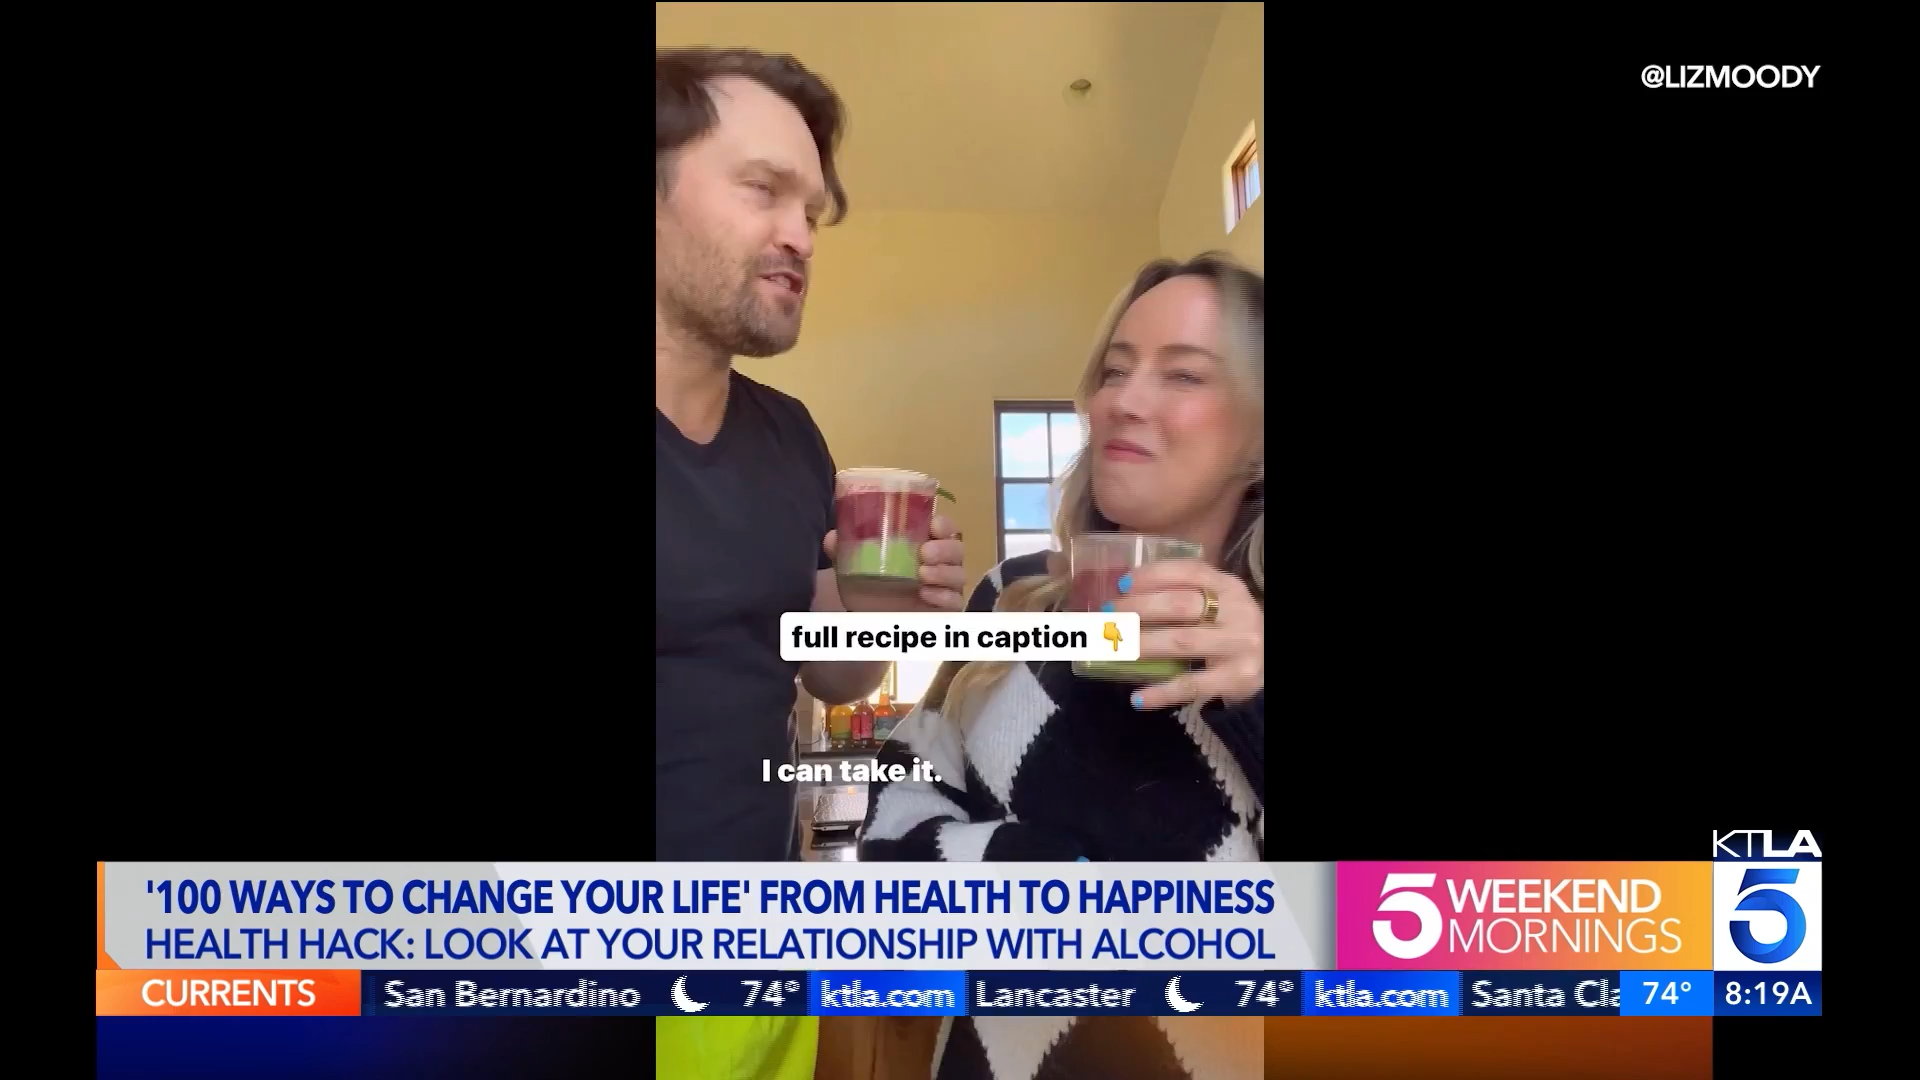 @LIZMOODY
full recipe in caption 👇
I can take it.
KTLA
5
'100 WAYS TO CHANGE YOUR LIFE' FROM HEALTH TO HAPPINESS
HEALTH HACK: LOOK AT YOUR RELATIONSHIP WITH ALCOHOL
5 WEEKEND
MORNINGS
CURRENTS
San Bernardino 74° ktla.com Lancaster 74° ktla.com Santa Cla
74° 8:19A